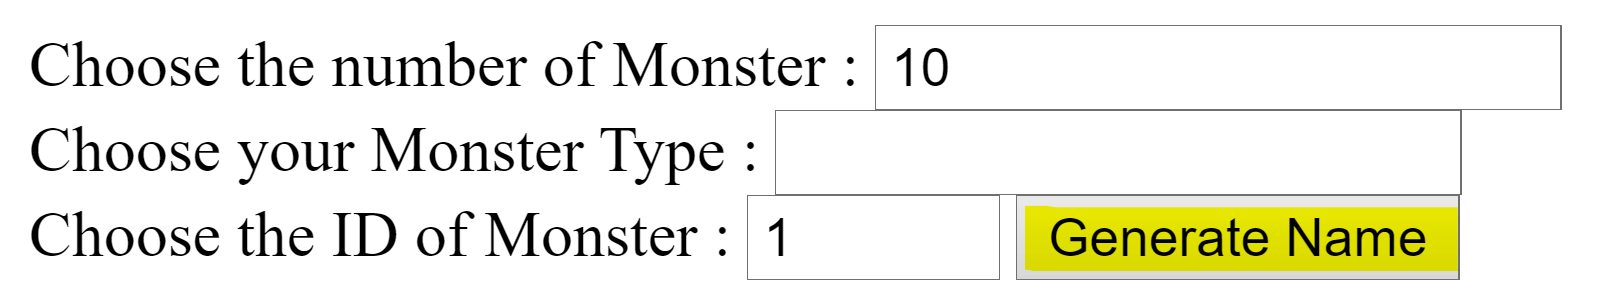 Choose the number of Monster : 10
Choose your Monster Type :
Choose the ID of Monster : 1 Generate Name